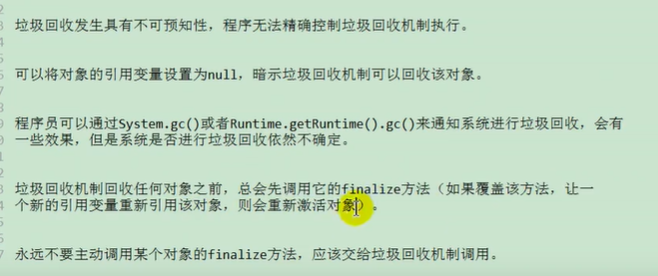 垃圾回收发生具有不可预知性，程序无法精确控制垃圾回收机制执行。
可以将对象的引用变量设置为null，暗示垃圾回收机制可以回收该对象。
程序员可以通过System.gc()或者Runtime.getRuntime().gc()来通知系统进行垃圾回收，会有
一些效果，但是系统是否进行垃圾回收依然不确定。
垃圾回收机制回收任何对象之前，总会先调用它的finalize方法（如果覆盖该方法，让一
个新的引用变量重新引用该对象，则会重新激活对象）。
永远不要主动调用某个对象的finalize方法，应该交给垃圾回收机制调用。